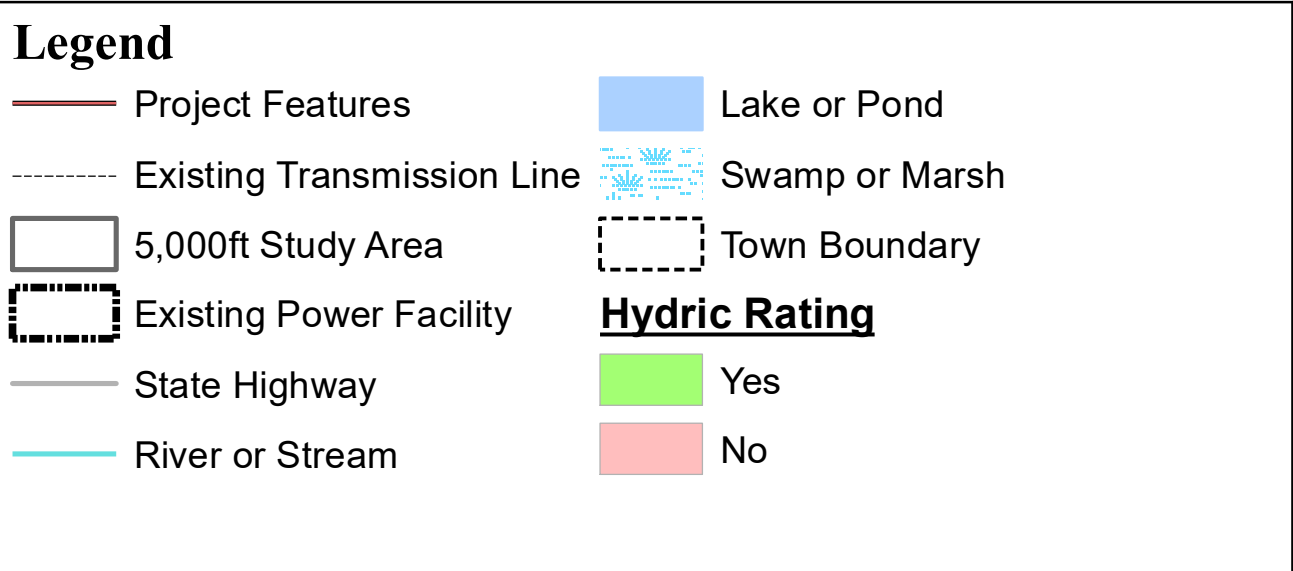 Legend
Project Features
Existing Transmission Line
5,000ft Study Area
Existing Power Facility
State Highway
River or Stream
Lake or Pond
Swamp or Marsh
Town Boundary
Hydric Rating
Yes
No